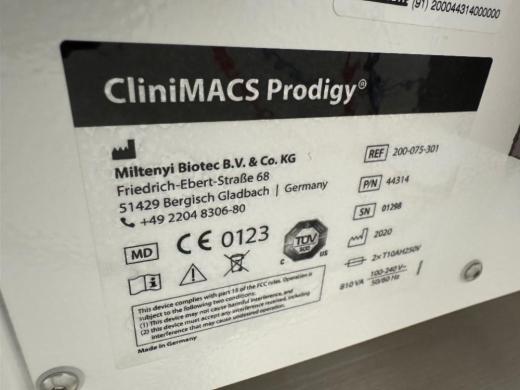 (91) 200044314000000
CliniMACS Prodigy®
Miltenyi Biotec B.V. & Co. KG
Friedrich-Ebert-Straße 68
51429 Bergisch Gladbach | Germany
+49 2204 8306-80
MD
CE 0123
TÜV
SÜD
C US
This device complies with part 15 of the FCC rules. Operation is
subject to the following two conditions:
(1) This device may not cause harmful interference, and
(2) this device must accept any interference received, including
interference that may cause undesired operation.
Made in Germany
REF 200-075-301
P/N 44314
SN 01298
2020
2x T10AH250V
810 VA 100-240 V~
50/60 Hz